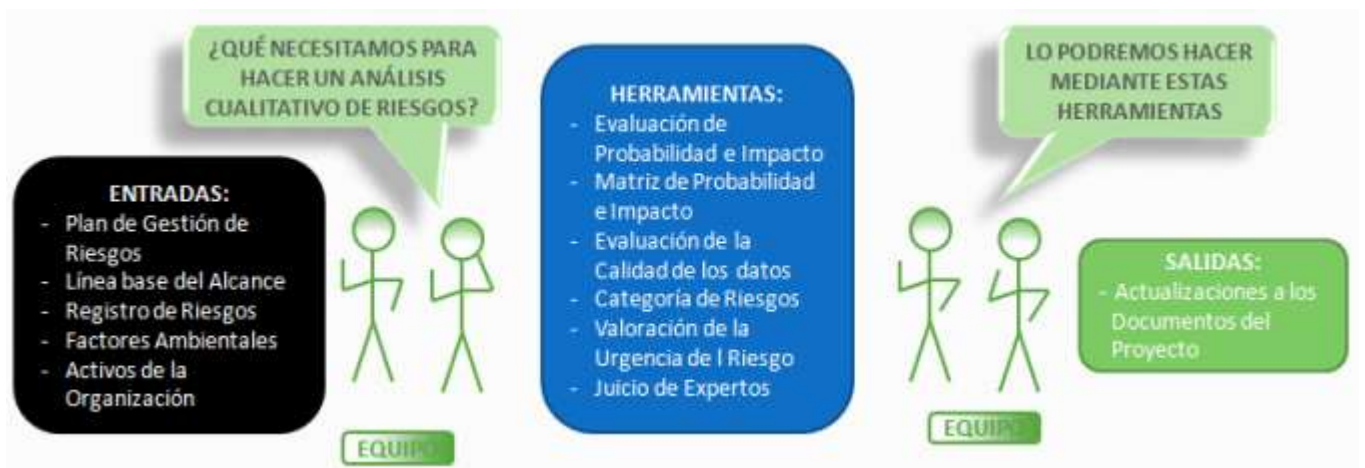 ¿QUÉ NECESITAMOS PARA
HACER UN ANÁLISIS
CUALITATIVO DE RIESGOS?
ENTRADAS:
- Plan de Gestión de
Riesgos
- Línea base del Alcance
- Registro de Riesgos
- Factores Ambientales
- Activos de la
Organización
EQUIPO
HERRAMIENTAS:
- Evaluación de
Probabilidad e Impacto
- Matriz de Probabilidad
e Impacto
- Evaluación de la
Calidad de los datos
- Categoría de Riesgos
- Valoración de la
Urgencia de l Riesgo
- Juicio de Expertos
LO PODREMOS HACER
MEDIANTE ESTAS
HERRAMIENTAS
EQUIPO
SALIDAS:
- Actualizaciones a los
Documentos del
Proyecto